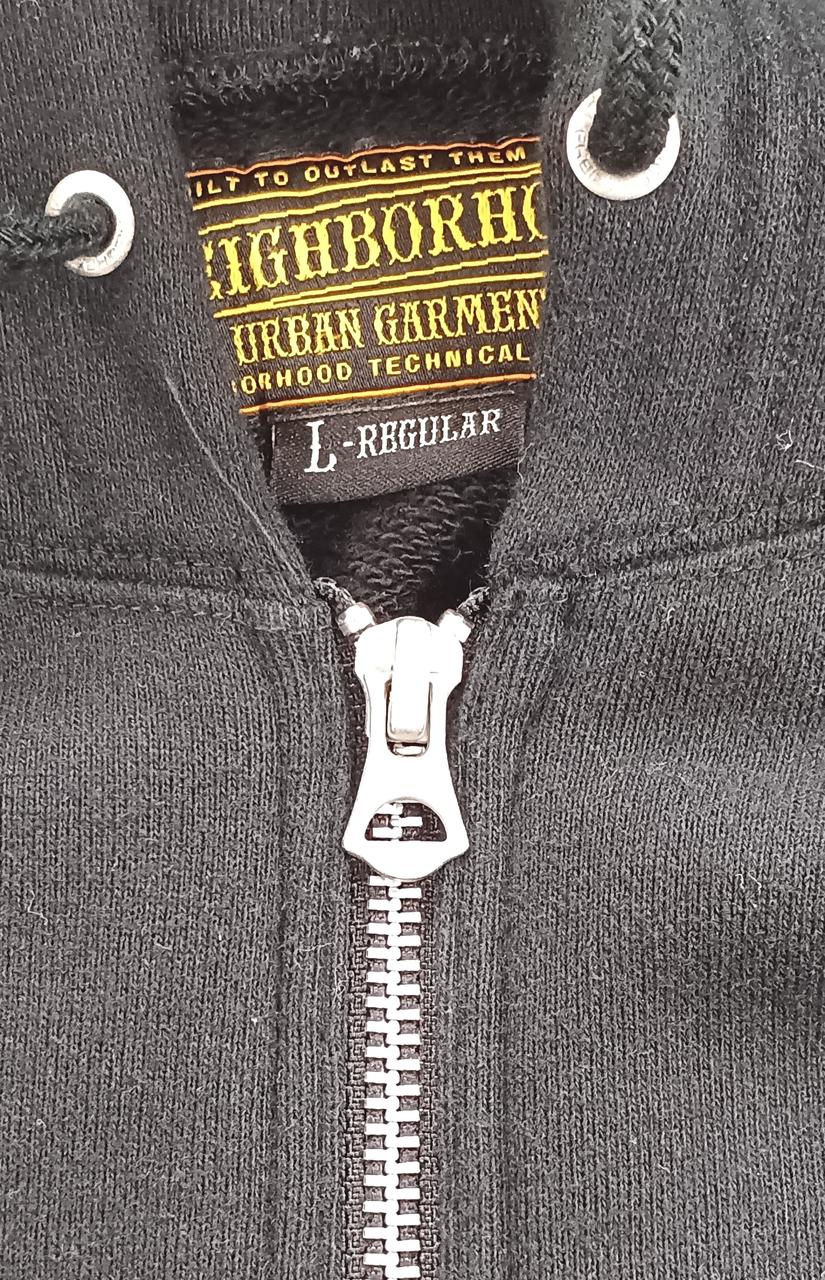 ILT TO OUTLAST THEM
EIGHBORHO
URBAN GARMENT
ORHOOD TECHNICAL
L-REGULAR